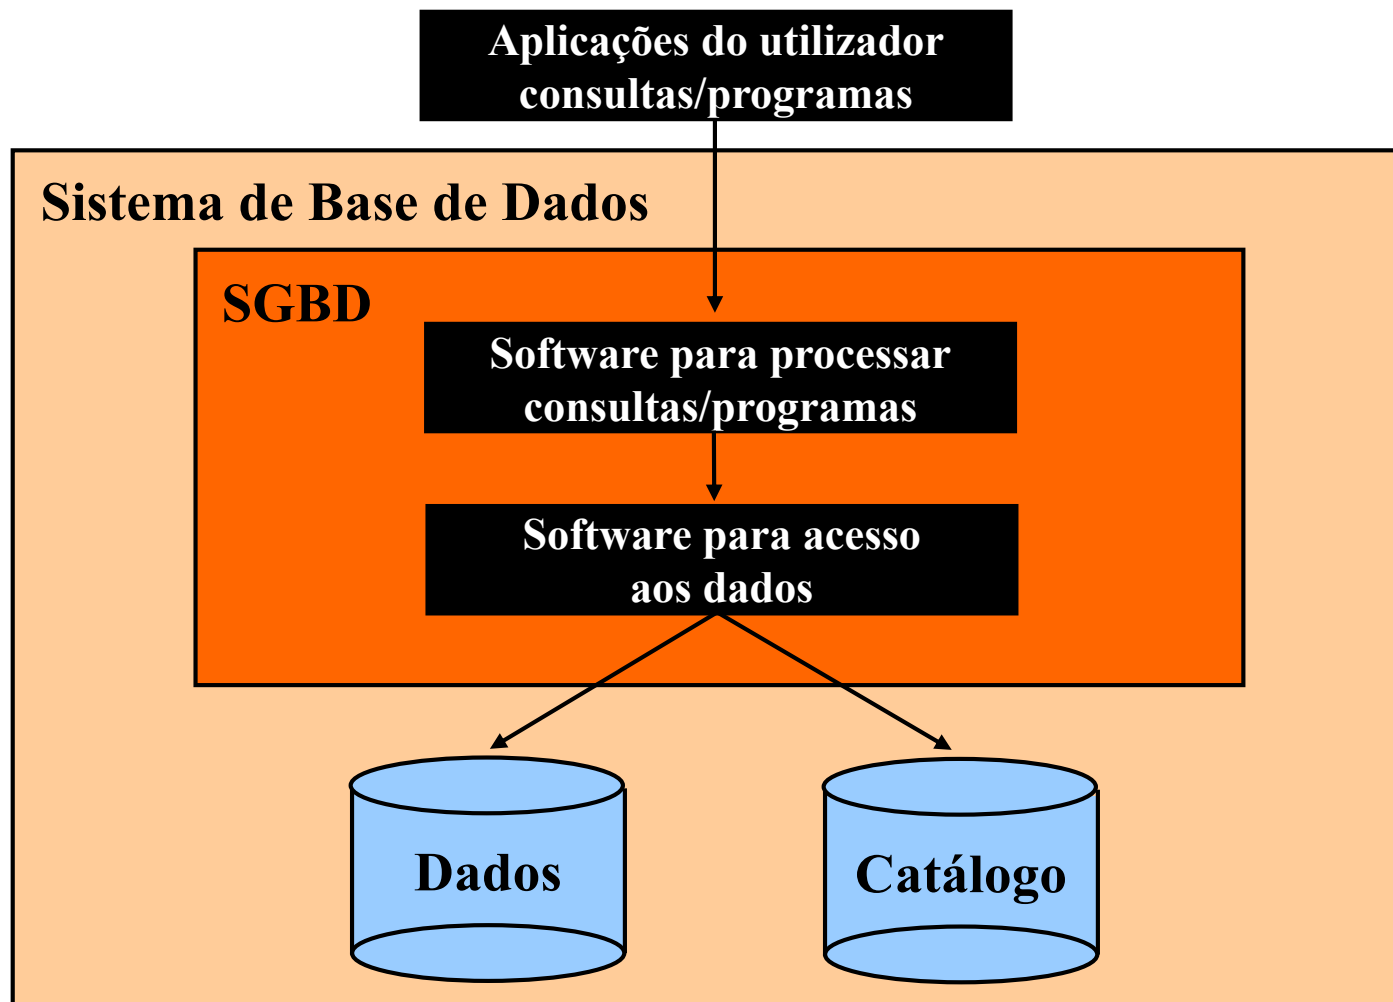 Aplicações do utilizador
consultas/programas
Sistema de Base de Dados
SGBD
Software para processar
consultas/programas
Software para acesso
aos dados
Dados
Catálogo